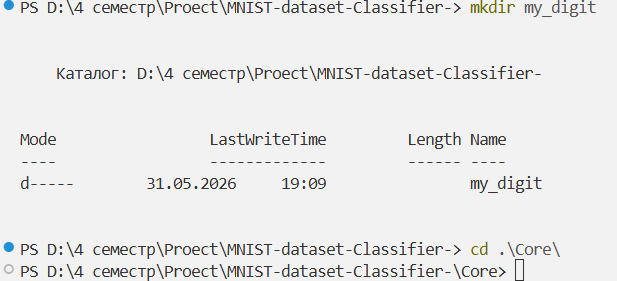 PS D:\4 семестр\Proect\MNIST-dataset-Classifier-> mkdir my_digit
Каталог: D:\4 семестр\Proect\MNIST-dataset-Classifier-
Mode                 LastWriteTime         Length Name
----                 -------------         ------ ----
d-----        31.05.2026     19:09                my_digit
PS D:\4 семестр\Proect\MNIST-dataset-Classifier-> cd .\Core\
PS D:\4 семестр\Proect\MNIST-dataset-Classifier-\Core>